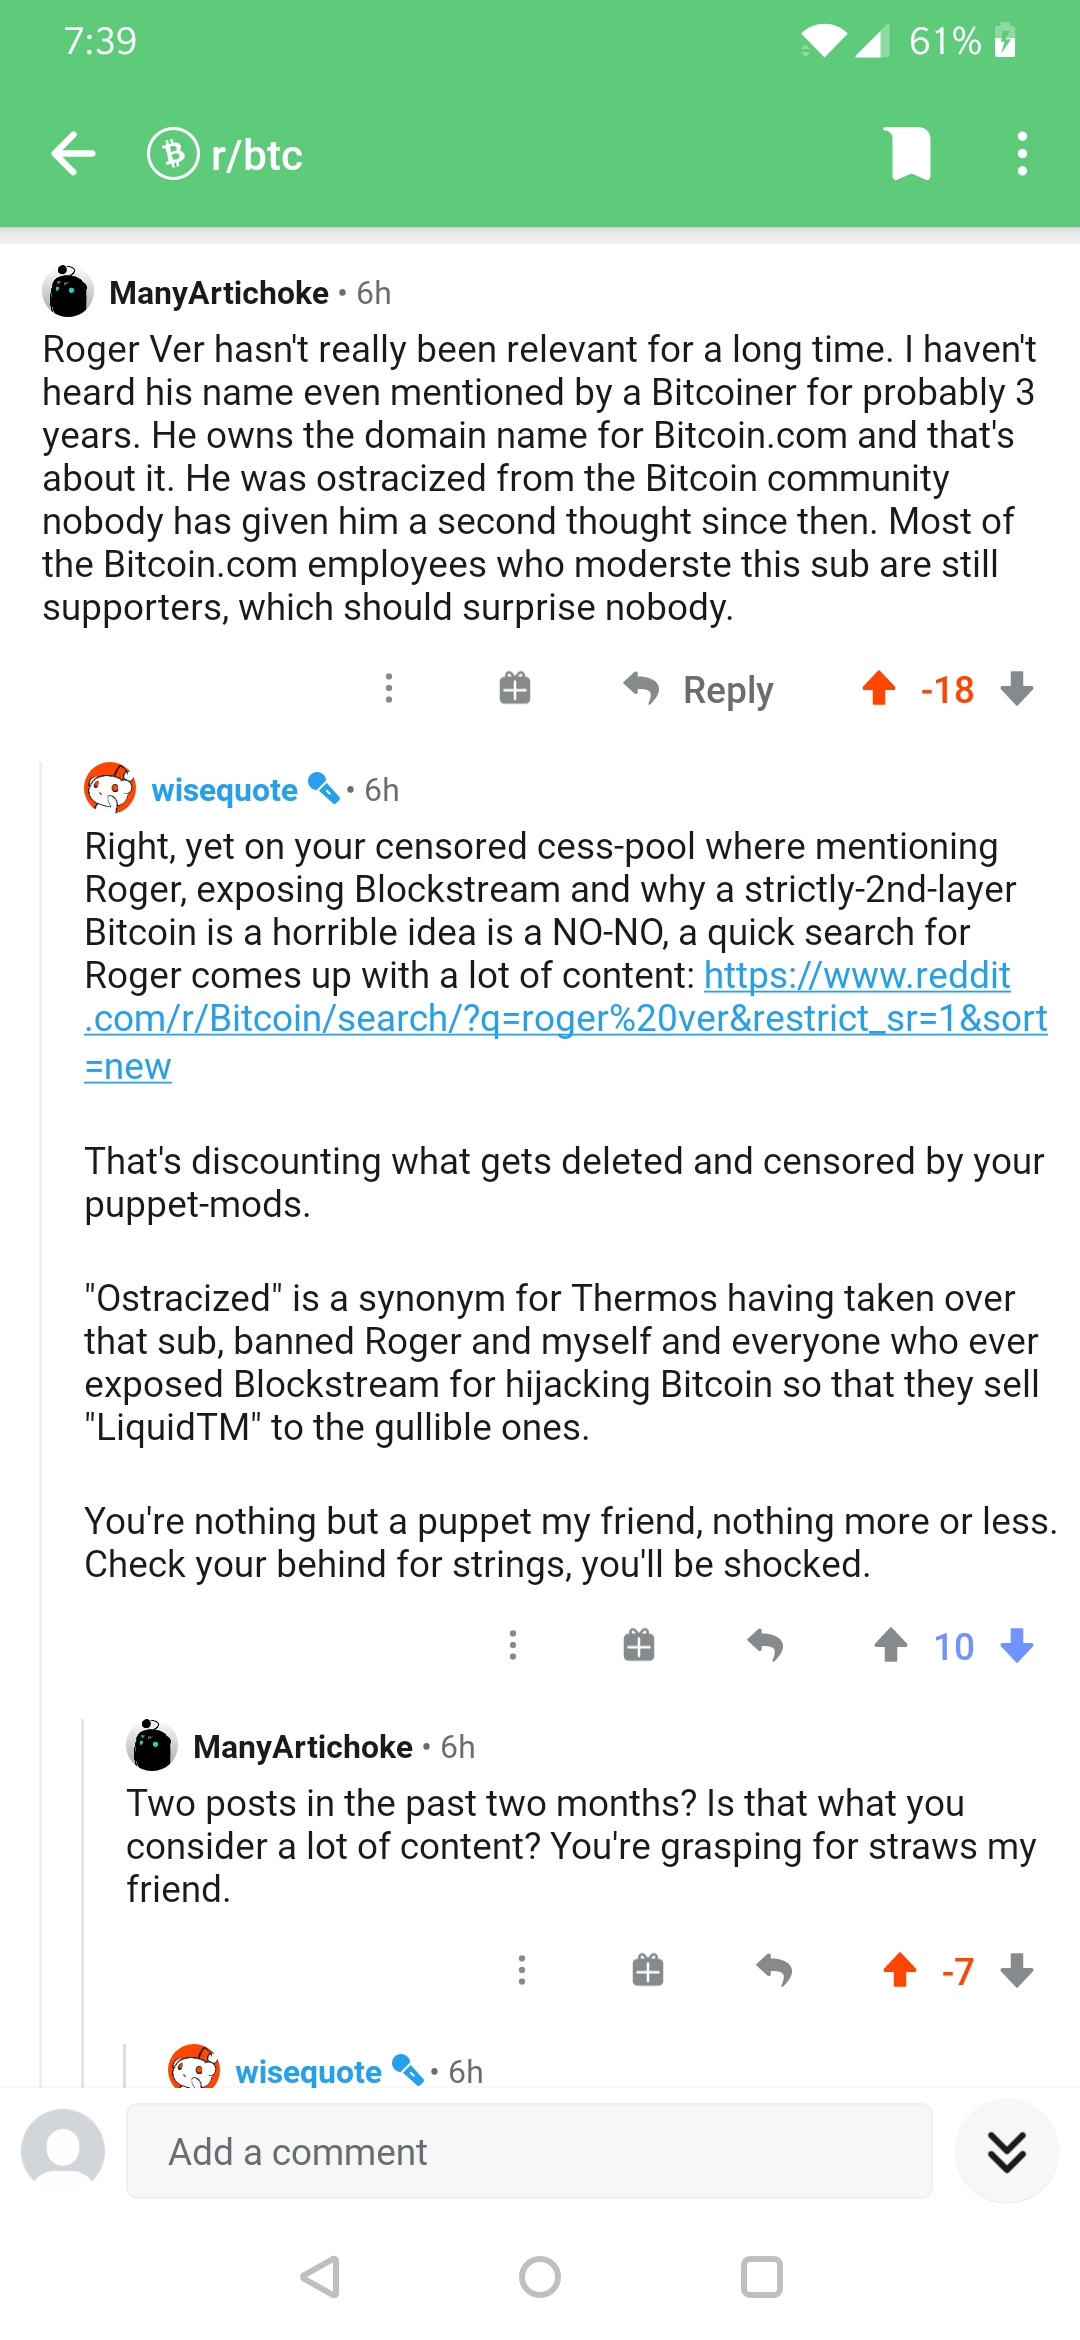 7:39
61%
r/btc
ManyArtichoke • 6h
Roger Ver hasn't really been relevant for a long time. I haven't
heard his name even mentioned by a Bitcoiner for probably 3
years. He owns the domain name for Bitcoin.com and that's
about it. He was ostracized from the Bitcoin community
nobody has given him a second thought since then. Most of
the Bitcoin.com employees who moderste this sub are still
supporters, which should surprise nobody.
Reply -18
wisequote • 6h
Right, yet on your censored cess-pool where mentioning
Roger, exposing Blockstream and why a strictly-2nd-layer
Bitcoin is a horrible idea is a NO-NO, a quick search for
Roger comes up with a lot of content: https://www.reddit
.com/r/Bitcoin/search/?q=roger%20ver&restrict_sr=1&sort
=new
That's discounting what gets deleted and censored by your
puppet-mods.
"Ostracized" is a synonym for Thermos having taken over
that sub, banned Roger and myself and everyone who ever
exposed Blockstream for hijacking Bitcoin so that they sell
"LiquidTM" to the gullible ones.
You're nothing but a puppet my friend, nothing more or less.
Check your behind for strings, you'll be shocked.
10
ManyArtichoke • 6h
Two posts in the past two months? Is that what you
consider a lot of content? You're grasping for straws my
friend.
-7
wisequote • 6h
Add a comment